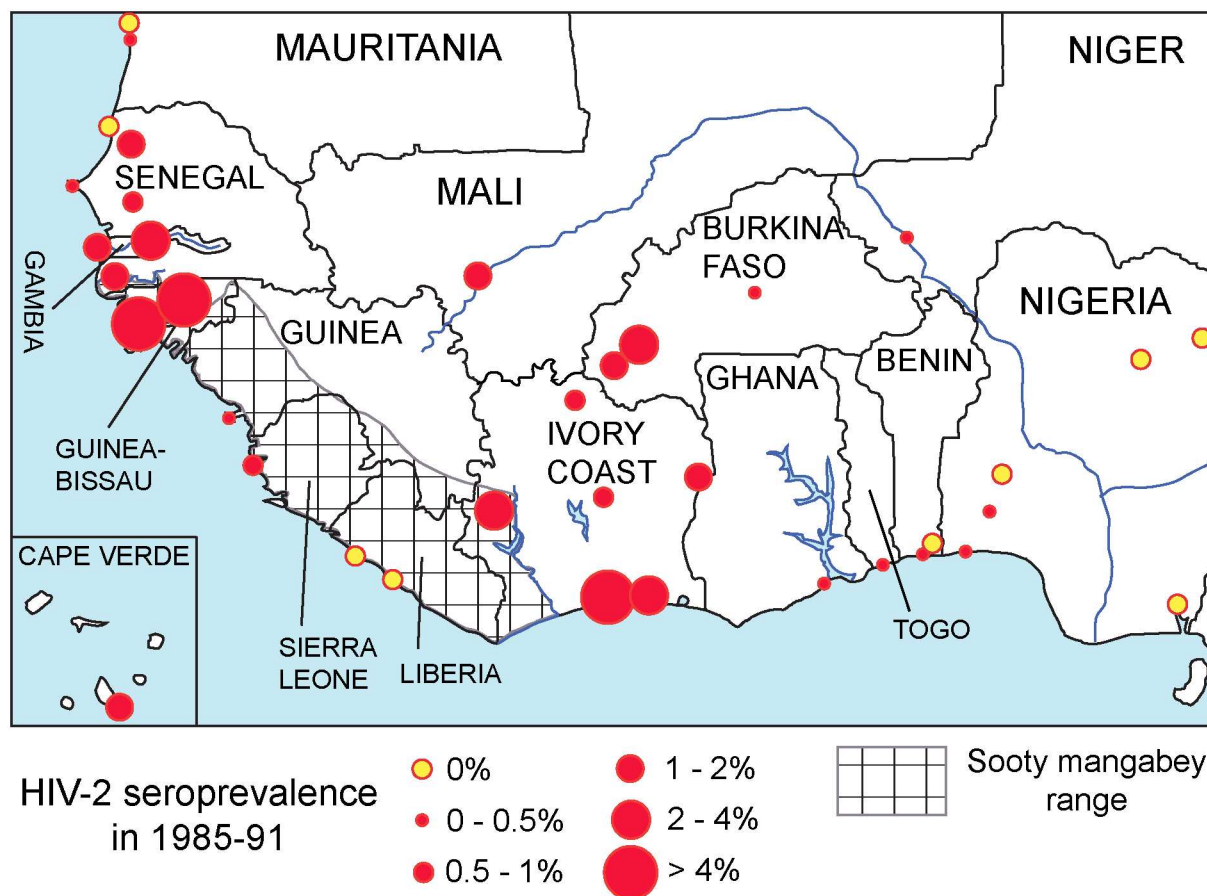 MAURITANIA
NIGER
SENEGAL
MALI
GAMBIA
BURKINA
FASO
NIGERIA
GUINEA
BENIN
GHANA
IVORY
COAST
GUINEA-
BISSAU
CAPE VERDE
SIERRA
LEONE
LIBERIA
TOGO
HIV-2 seroprevalence
in 1985-91
0%
0 - 0.5%
0.5 - 1%
1 - 2%
2 - 4%
> 4%
Sooty mangabey
range